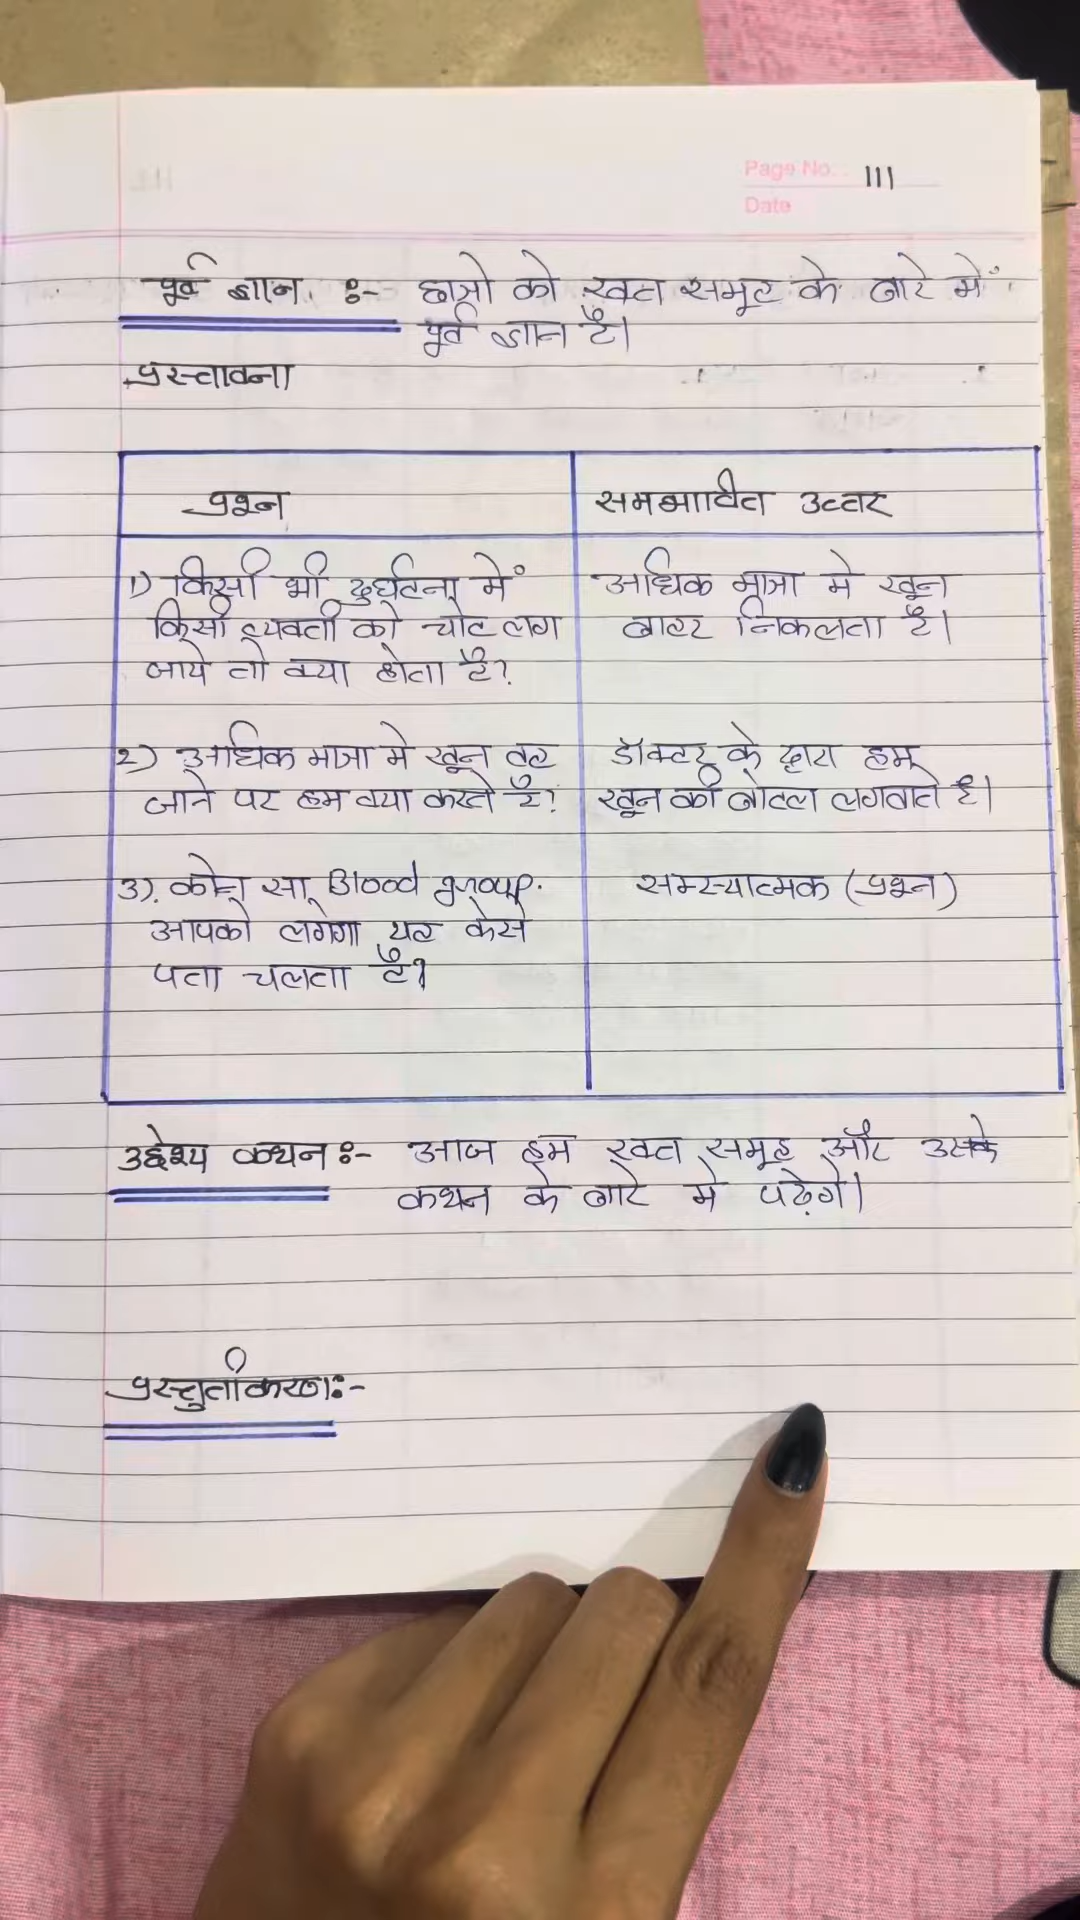 Page No. 111
Date
पूर्व ज्ञान :- छात्रो को रक्त समूह के बारे में
पूर्व ज्ञान है।
प्रस्तावना
प्रश्न
सम्भावित उत्तर
1) किसी भी दुर्घटना में
किसी व्यक्ती को चोट लग
जाये तो क्या होता है?
अधिक मात्रा मे खून
बाहर निकलता है।
2) अधिक मात्रा मे खून बह
जाने पर हम क्या करते है?
डॉक्टर के द्वारा हम
खून की बोटल लगवाते है।
3). कोन सा Blood group.
आपको लगेगा यह केसे
पता चलता है?
सम्स्यात्मक (प्रश्न)
उद्देश्य कथन :- आज हम रक्त समूह और उसके
कथन के बारे मे पढ़ेगे।
प्रस्तुतीकरण:-